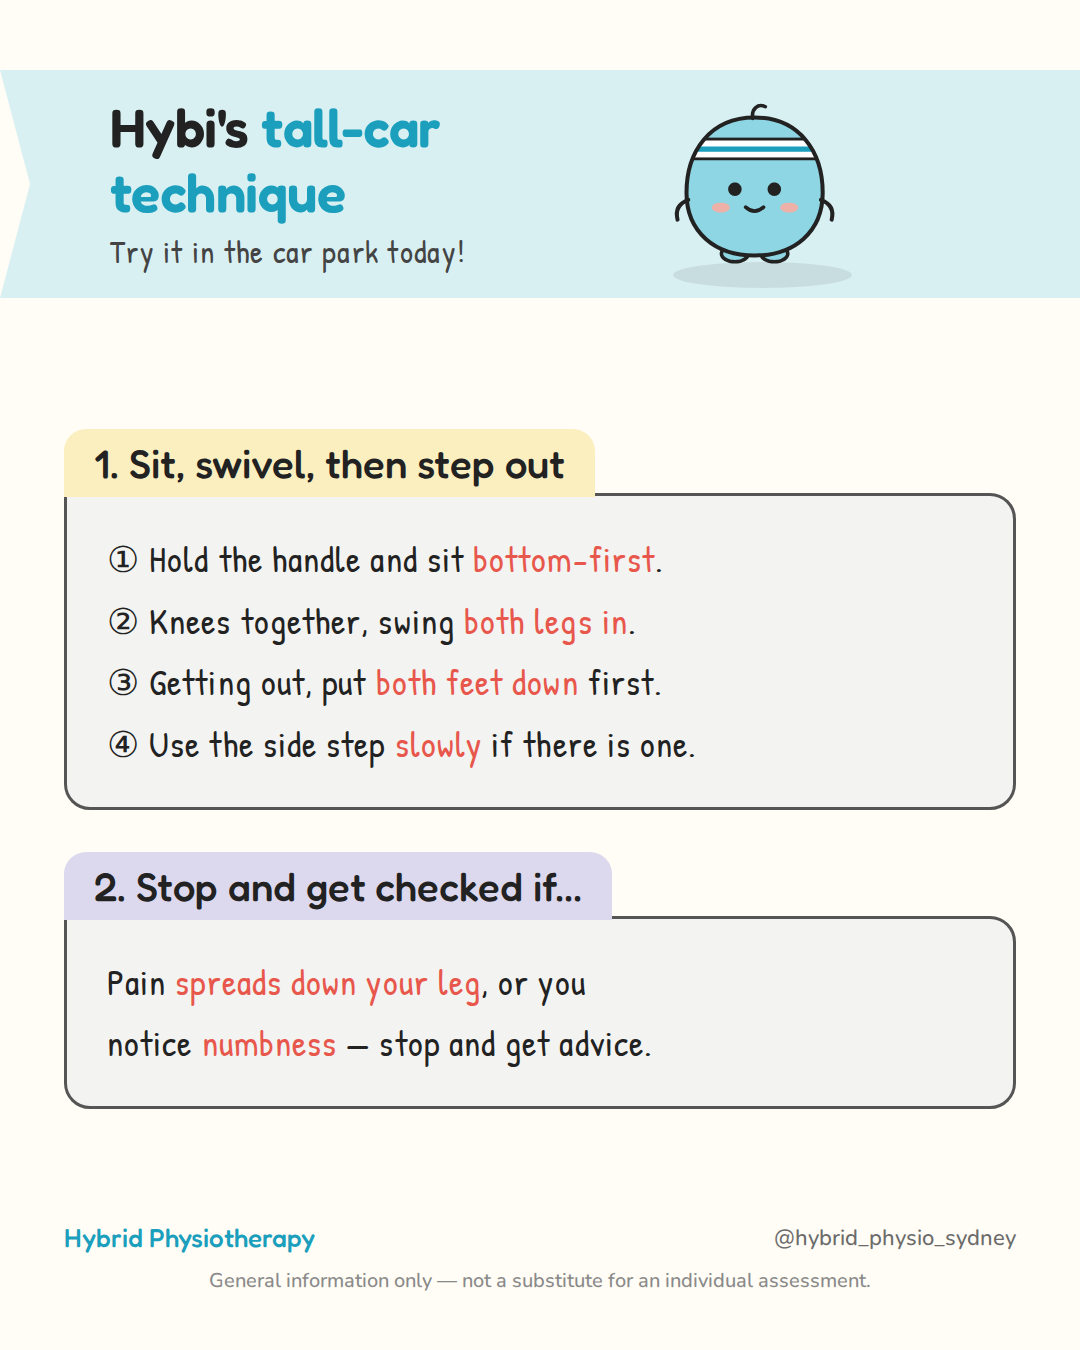 Hybi's tall-car
technique
Try it in the car park today!
1. Sit, swivel, then step out
① Hold the handle and sit bottom-first.
② Knees together, swing both legs in.
③ Getting out, put both feet down first.
④ Use the side step slowly if there is one.
2. Stop and get checked if...
Pain spreads down your leg, or you
notice numbness — stop and get advice.
Hybrid Physiotherapy
@hybrid_physio_sydney
General information only — not a substitute for an individual assessment.